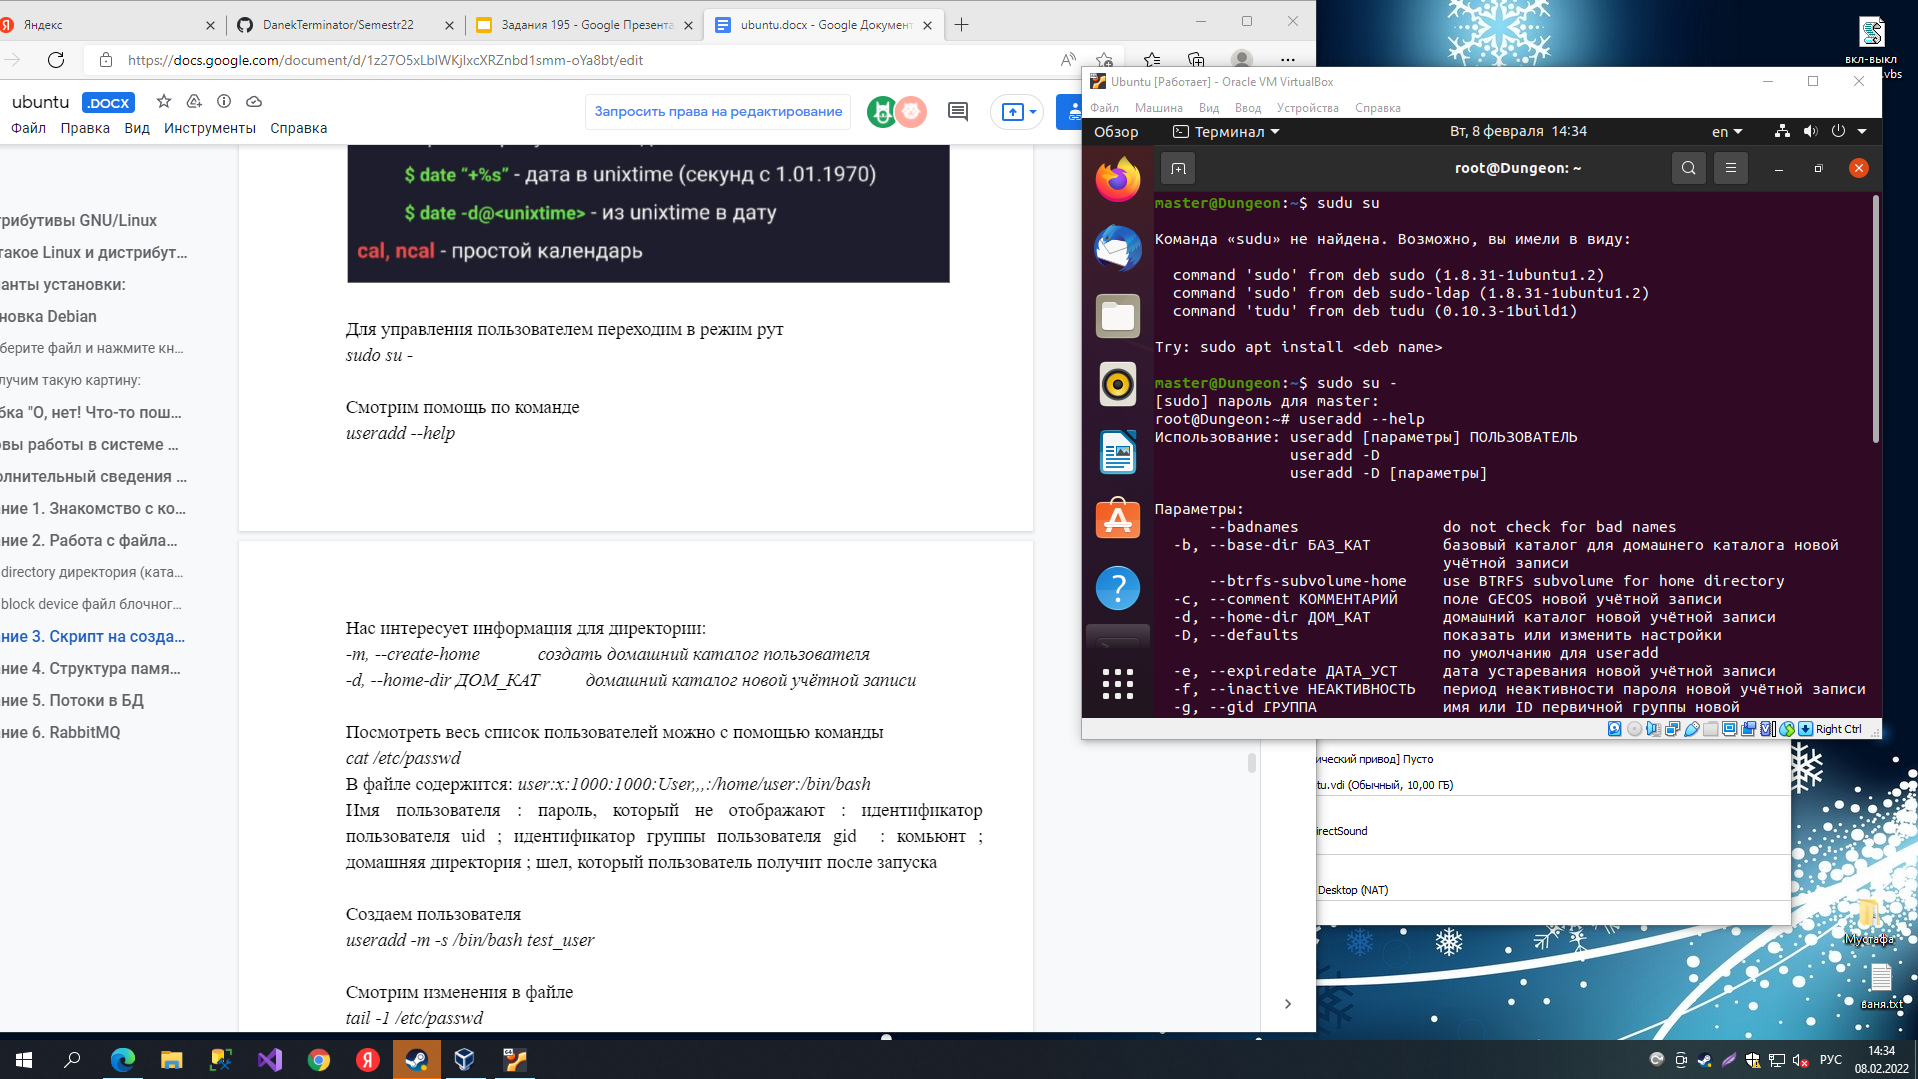 Яндекс
DanekTerminator/Semestr22
Задания 195 - Google Презента
ubuntu.docx - Google Документ
https://docs.google.com/document/d/1z27O5xLblWKjlxcXRZnbd1smm-oYa8bt/edit
ubuntu .DOCX
Запросить права на редактирование
Файл Правка Вид Инструменты Справка
трибутивы GNU/Linux
такое Linux и дистрибут...
анты установки:
новка Debian
берите файл и нажмите кн...
лучим такую картину:
бка "О, нет! Что-то пош...
вы работы в системе ...
олнительный сведения ...
ние 1. Знакомство с ко...
ние 2. Работа с файла...
directory директория (ката...
block device файл блочног...
ние 3. Скрипт на созда...
ние 4. Структура памя...
ние 5. Потоки в БД
ние 6. RabbitMQ
$ date “+%s” - дата в unixtime (секунд с 1.01.1970)
$ date -d@<unixtime> - из unixtime в дату
cal, ncal - простой календарь
Для управления пользователем переходим в режим рут
sudo su -
Смотрим помощь по команде
useradd --help
Нас интересует информация для директории:
-m, --create-home создать домашний каталог пользователя
-d, --home-dir ДОМ_КАТ домашний каталог новой учётной записи
Посмотреть весь список пользователей можно с помощью команды
cat /etc/passwd
В файле содержится: user:x:1000:1000:User,,,:/home/user:/bin/bash
Имя пользователя : пароль, который не отображают : идентификатор
пользователя uid ; идентификатор группы пользователя gid : комьюнт ;
домашняя директория ; шел, который пользователь получит после запуска
Создаем пользователя
useradd -m -s /bin/bash test_user
Смотрим изменения в файле
tail -1 /etc/passwd
Ubuntu [Работает] - Oracle VM VirtualBox
Файл Машина Вид Ввод Устройства Справка
Обзор Терминал Вт, 8 февраля 14:34 en
root@Dungeon: ~
master@Dungeon:~$ sudu su
Команда «sudu» не найдена. Возможно, вы имели в виду:
command 'sudo' from deb sudo (1.8.31-1ubuntu1.2)
command 'sudo' from deb sudo-ldap (1.8.31-1ubuntu1.2)
command 'tudu' from deb tudu (0.10.3-1build1)
Try: sudo apt install <deb name>
master@Dungeon:~$ sudo su -
[sudo] пароль для master:
root@Dungeon:~# useradd --help
Использование: useradd [параметры] ПОЛЬЗОВАТЕЛЬ
useradd -D
useradd -D [параметры]
Параметры:
--badnames do not check for bad names
-b, --base-dir БАЗ_КАТ базовый каталог для домашнего каталога новой
учётной записи
--btrfs-subvolume-home use BTRFS subvolume for home directory
-c, --comment КОММЕНТАРИЙ поле GECOS новой учётной записи
-d, --home-dir ДОМ_КАТ домашний каталог новой учётной записи
-D, --defaults показать или изменить настройки
по умолчанию для useradd
-e, --expiredate ДАТА_УСТ дата устаревания новой учётной записи
-f, --inactive НЕАКТИВНОСТЬ период неактивности пароля новой учётной записи
-g, --gid ГРУППА имя или ID первичной группы новой
Right Ctrl
ический привод] Пусто
tu.vdi (Обычный, 10,00 ГБ)
irectSound
Desktop (NAT)
вкл-выкл
.vbs
Мустафа
ваня.txt
РУС
14:34
08.02.2022